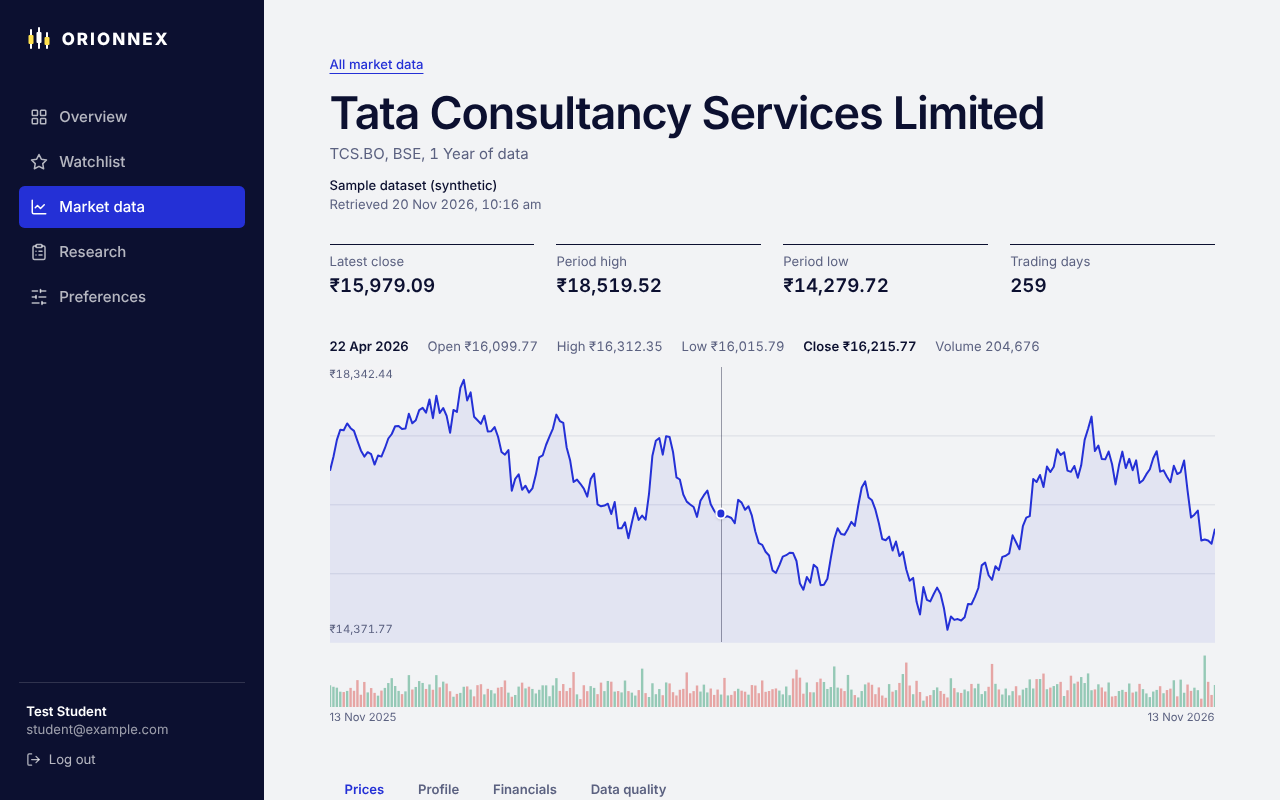 ORIONNEX
Overview
Watchlist
Market data
Research
Preferences
Test Student
student@example.com
Log out
All market data
Tata Consultancy Services Limited
TCS.BO, BSE, 1 Year of data
Sample dataset (synthetic)
Retrieved 20 Nov 2026, 10:16 am
Latest close Period high Period low Trading days
₹15,979.09 ₹18,519.52 ₹14,279.72 259
22 Apr 2026 Open ₹16,099.77 High ₹16,312.35 Low ₹16,015.79 Close ₹16,215.77 Volume 204,676
₹18,342.44
₹14,371.77
13 Nov 2025 13 Nov 2026
Prices Profile Financials Data quality